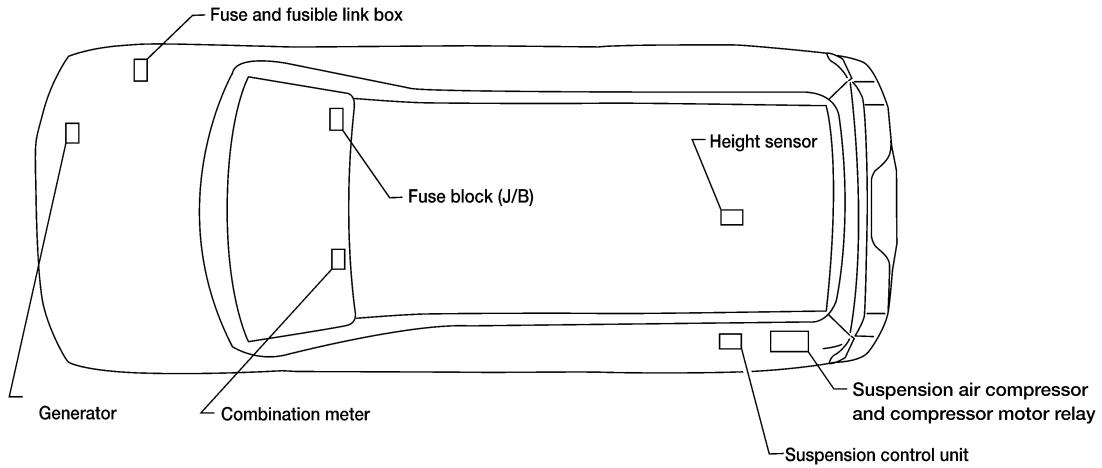 Fuse and fusible link box
Height sensor
Fuse block (J/B)
Suspension air compressor
and compressor motor relay
Generator
Combination meter
Suspension control unit